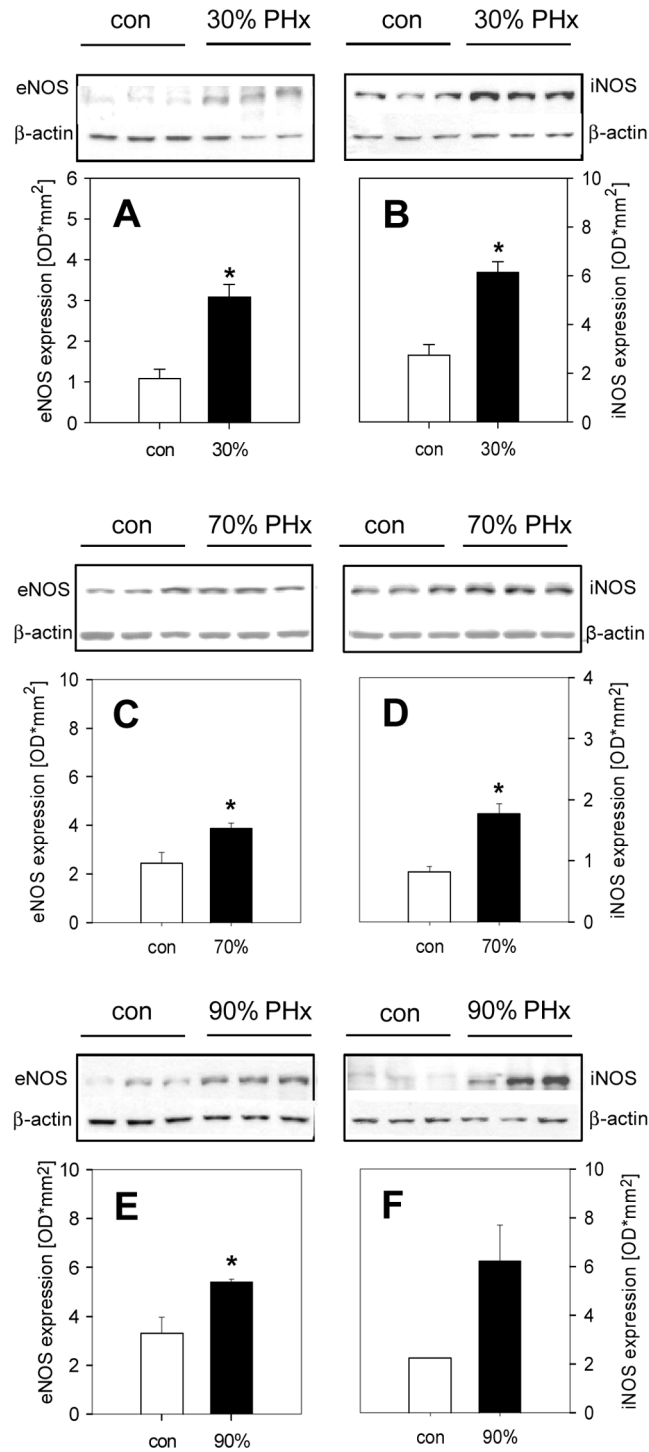 con 30% PHx con 30% PHx
eNOS iNOS
β-actin β-actin
6 10
5 A B 8
* *
4 6
3
2 4
1 2
0 0
eNOS expression [OD*mm²] iNOS expression [OD*mm²]
con 30% con 30%
con 70% PHx con 70% PHx
eNOS iNOS
β-actin β-actin
10 4
8 C D 3
6
* *
4 2
2 1
0 0
eNOS expression [OD*mm²] iNOS expression [OD*mm²]
con 70% con 70%
con 90% PHx con 90% PHx
eNOS iNOS
β-actin β-actin
10 10
8 E F 8
*
6 6
4 4
2 2
0 0
eNOS expression [OD*mm²] iNOS expression [OD*mm²]
con 90% con 90%